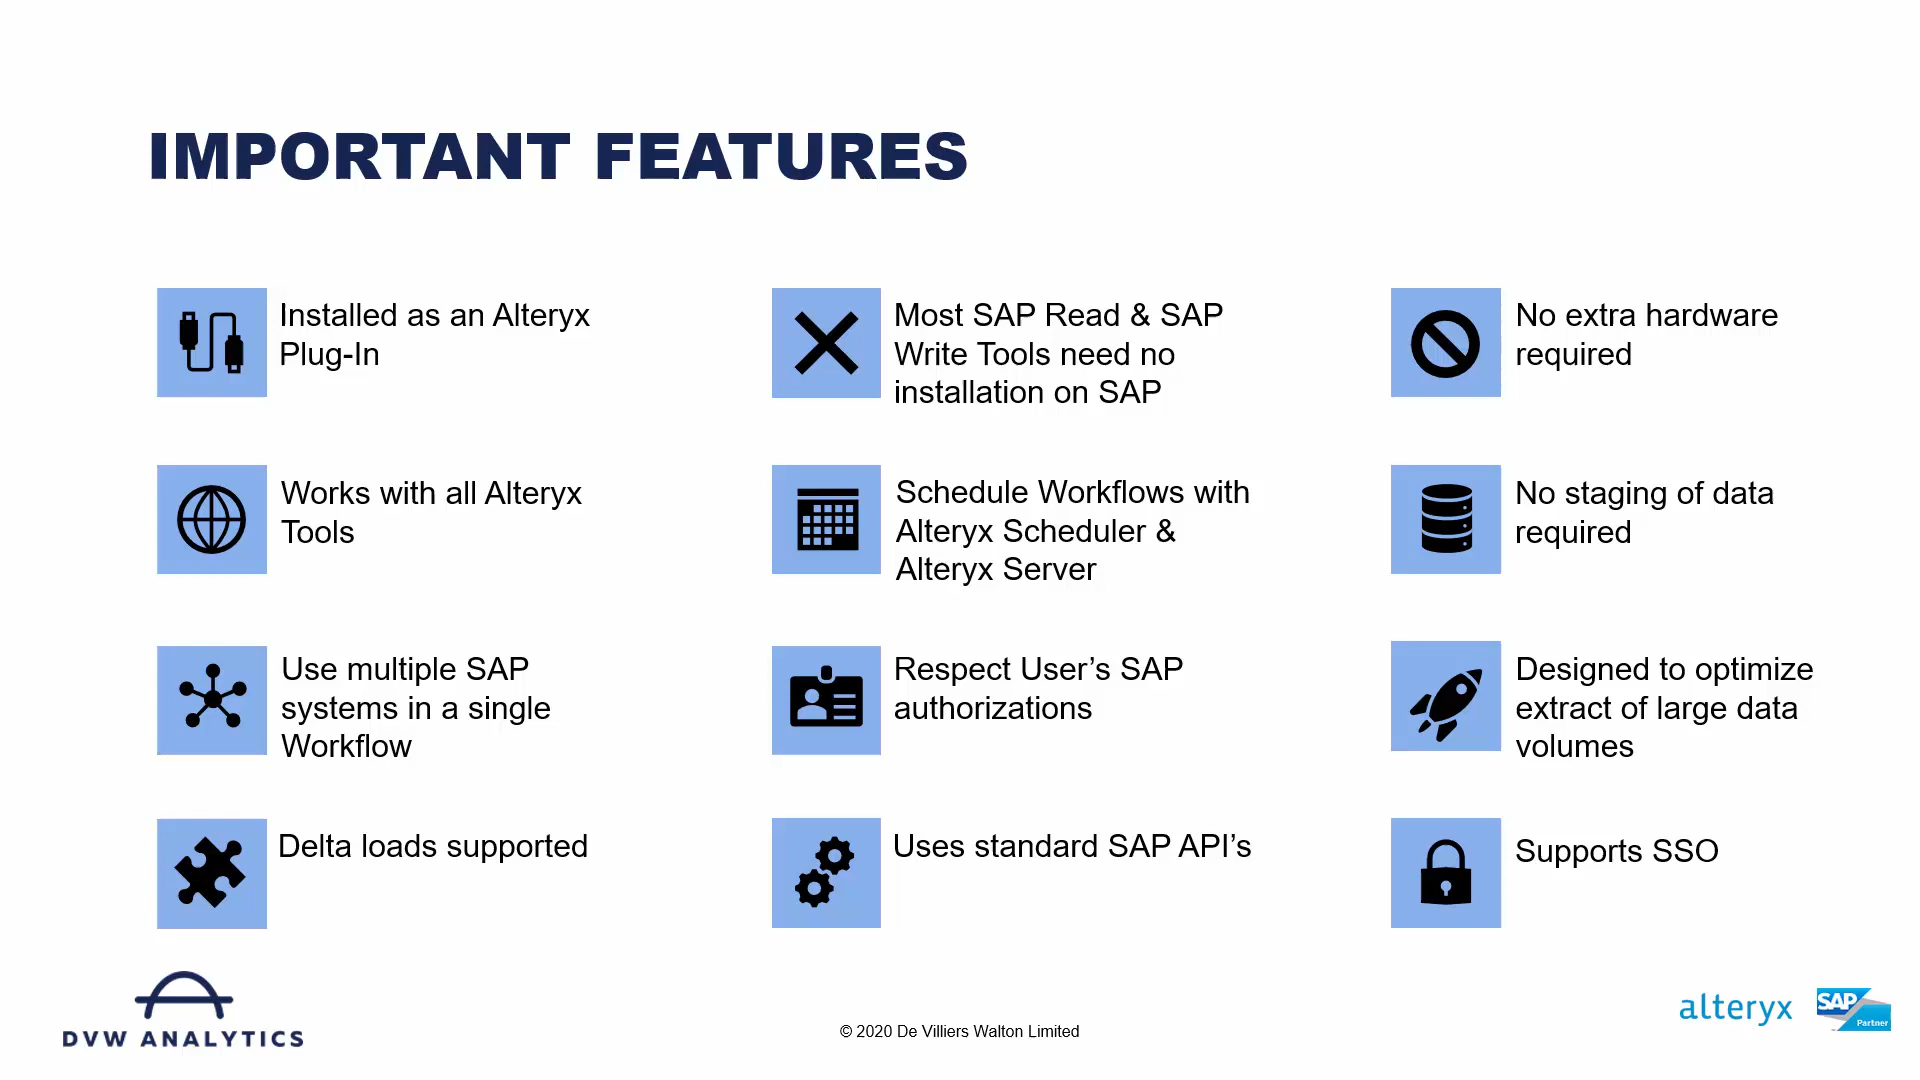 IMPORTANT FEATURES
Installed as an Alteryx
Plug-In
Most SAP Read & SAP
Write Tools need no
installation on SAP
No extra hardware
required
Works with all Alteryx
Tools
Schedule Workflows with
Alteryx Scheduler &
Alteryx Server
No staging of data
required
Use multiple SAP
systems in a single
Workflow
Respect User’s SAP
authorizations
Designed to optimize
extract of large data
volumes
Delta loads supported
Uses standard SAP API’s
Supports SSO
DVW ANALYTICS
© 2020 De Villiers Walton Limited
alteryx
SAP
Partner